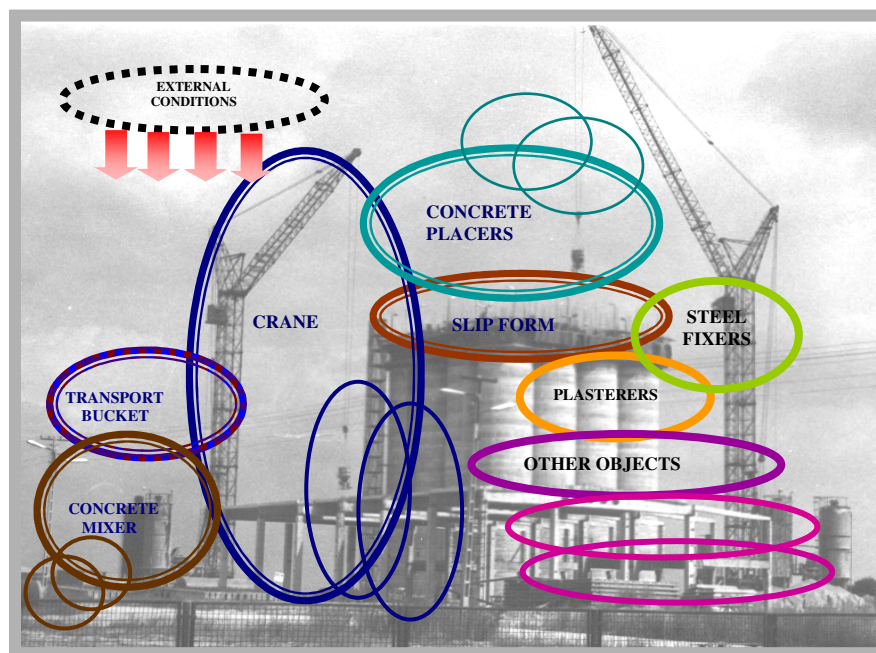 EXTERNAL
CONDITIONS
CONCRETE
PLACERS
CRANE
SLIP FORM
STEEL
FIXERS
TRANSPORT
BUCKET
PLASTERERS
OTHER OBJECTS
CONCRETE
MIXER